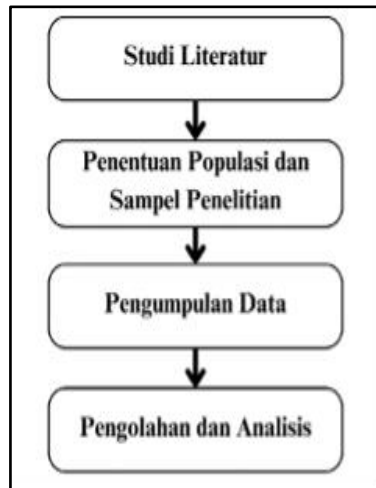 Studi Literatur
Penentuan Populasi dan
Sampel Penelitian
Pengumpulan Data
Pengolahan dan Analisis